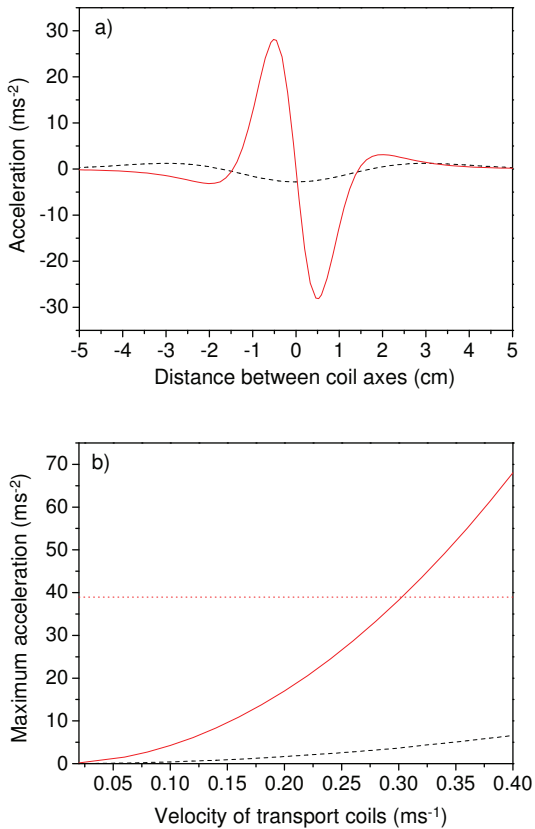 a)
Acceleration (ms-2)
30
20
10
0
-10
-20
-30
-5 -4 -3 -2 -1 0 1 2 3 4 5
Distance between coil axes (cm)
b)
Maximum acceleration (ms-2)
70
60
50
40
30
20
10
0
0.05 0.10 0.15 0.20 0.25 0.30 0.35 0.40
Velocity of transport coils (ms-1)